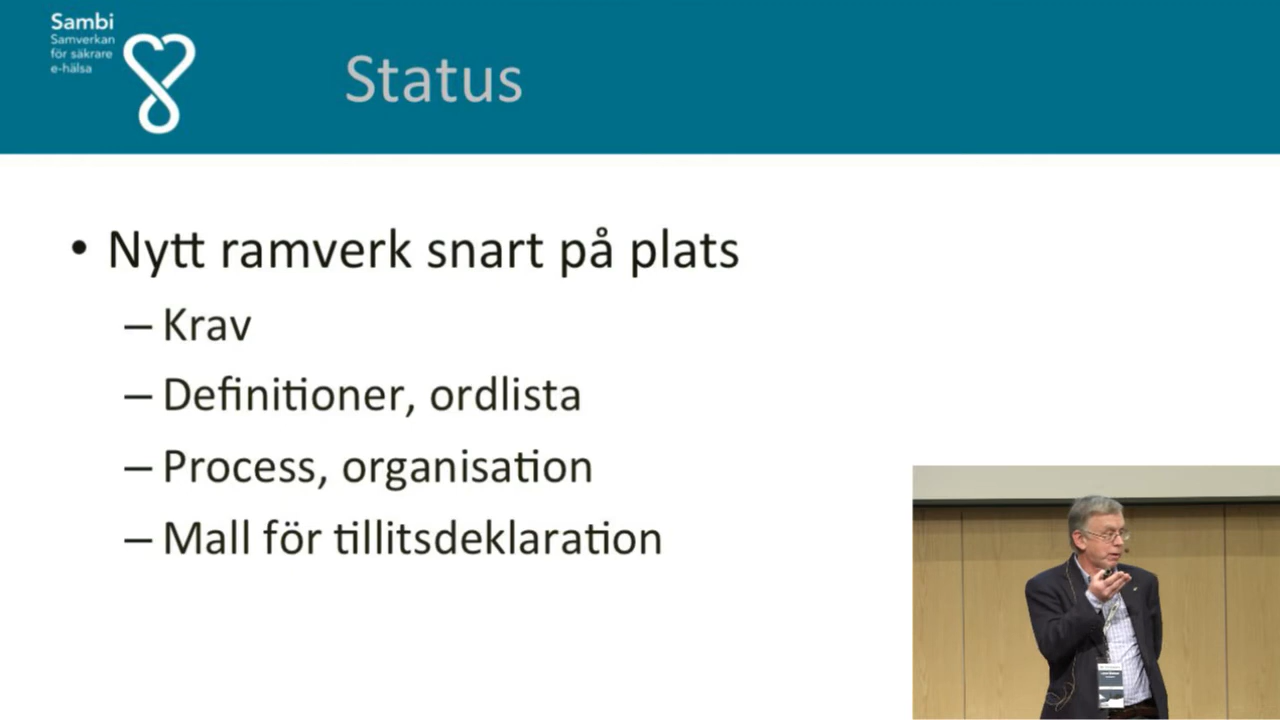 Sambi
Samverkan
för säkrare
e-hälsa
Status
• Nytt ramverk snart på plats
– Krav
– Definitioner, ordlista
– Process, organisation
– Mall för tillitsdeklaration